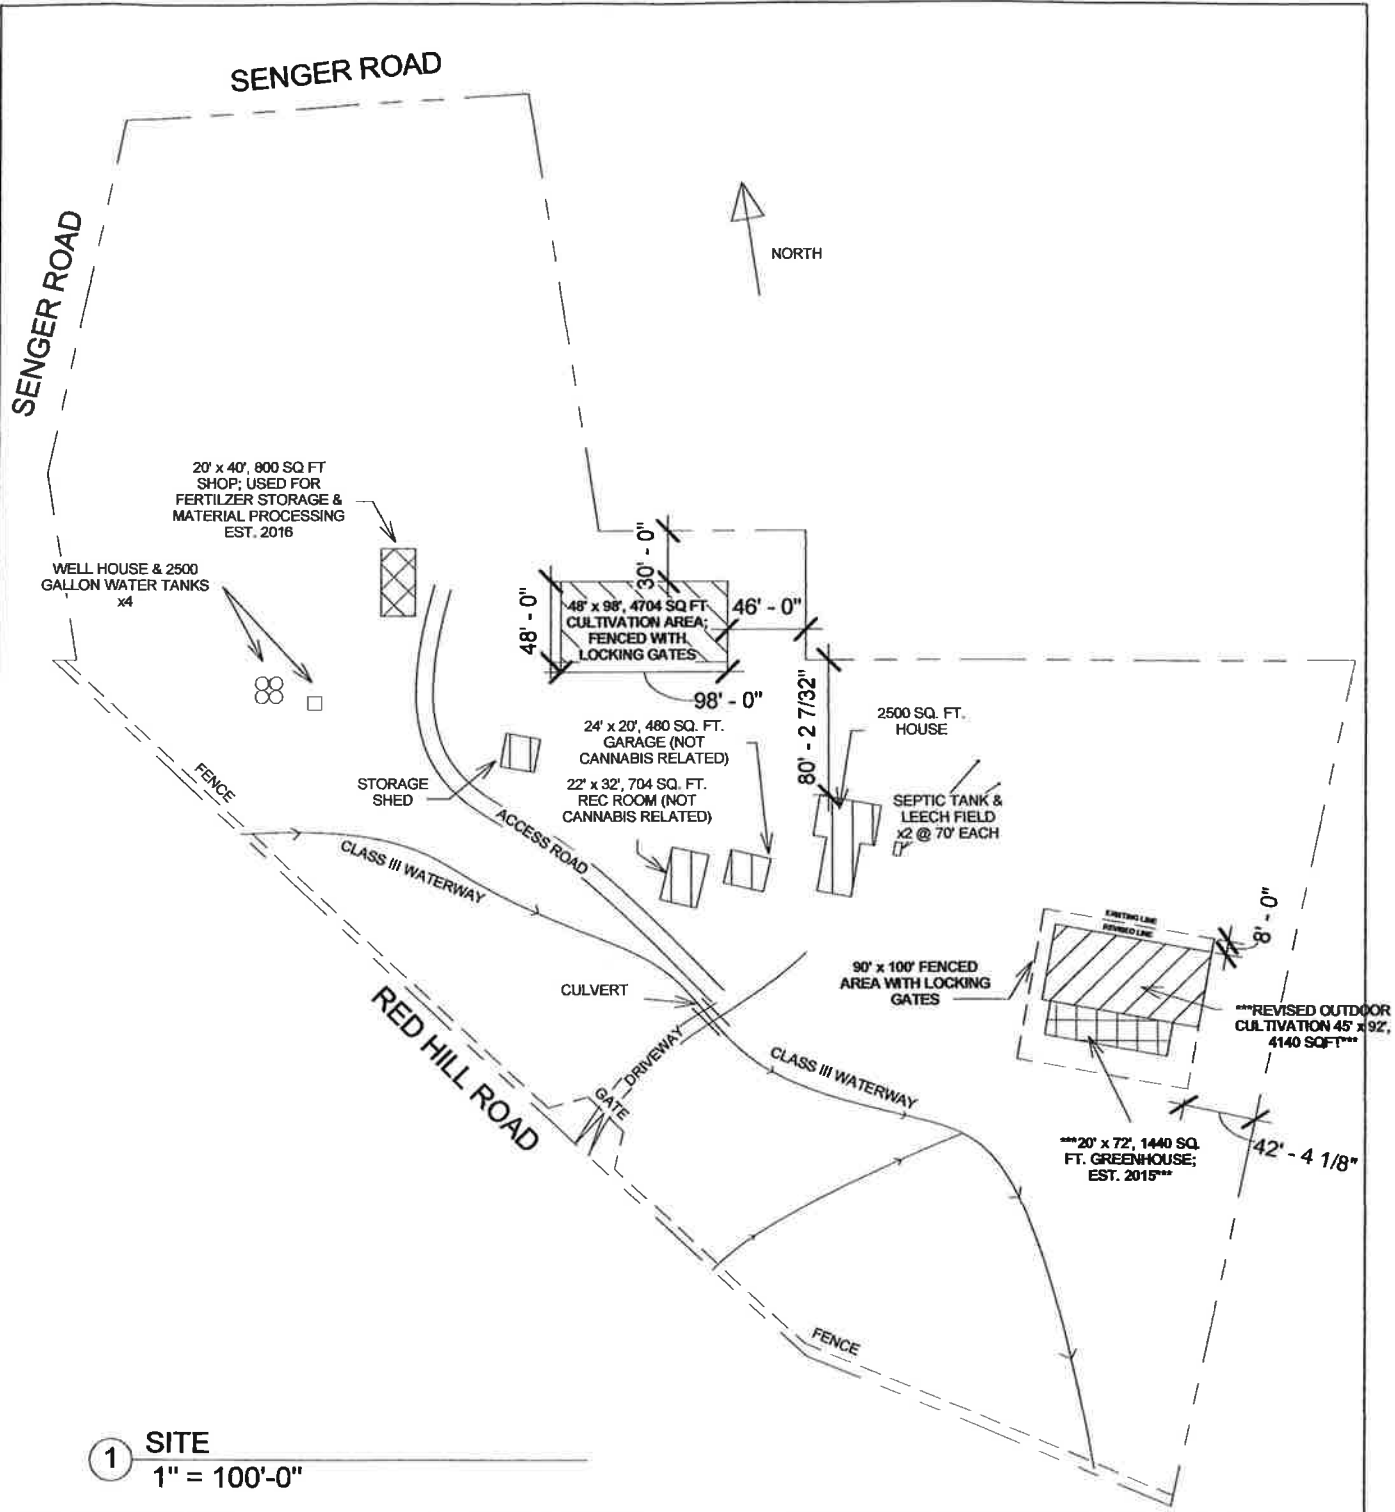 SENGER ROAD
SENGER ROAD
NORTH
20' x 40', 800 SQ FT
SHOP; USED FOR
FERTILZER STORAGE &
MATERIAL PROCESSING
EST. 2016
WELL HOUSE & 2500
GALLON WATER TANKS
x4
30' - 0"
48' - 0"
48' x 98', 4704 SQ FT
CULTIVATION AREA;
FENCED WITH
LOCKING GATES
46' - 0"
98' - 0"
80' - 2 7/32"
24' x 20', 480 SQ. FT.
GARAGE (NOT
CANNABIS RELATED)
22' x 32', 704 SQ. FT.
REC ROOM (NOT
CANNABIS RELATED)
2500 SQ. FT.
HOUSE
SEPTIC TANK &
LEECH FIELD
x2 @ 70' EACH
STORAGE
SHED
FENCE
ACCESS ROAD
CLASS III WATERWAY
CULVERT
RED HILL ROAD
DRIVEWAY
GATE
CLASS III WATERWAY
EXISTING LINE
REVISED LINE
8' - 0"
90' x 100' FENCED
AREA WITH LOCKING
GATES
***REVISED OUTDOOR
CULTIVATION 45' x 92',
4140 SQFT***
***20' x 72', 1440 SQ.
FT. GREENHOUSE;
EST. 2015***
42' - 4 1/8"
FENCE
1 SITE
1" = 100'-0"